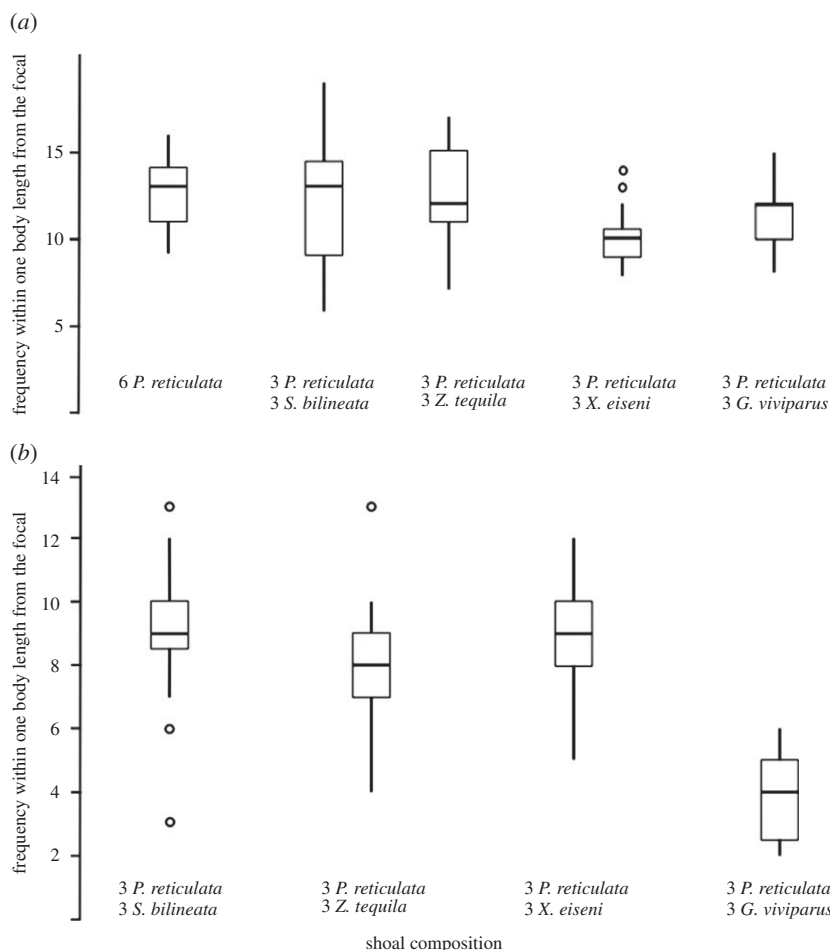 (a)
frequency within one body length from the focal
15
10
5
6 P. reticulata
3 P. reticulata
3 S. bilineata
3 P. reticulata
3 Z. tequila
3 P. reticulata
3 X. eiseni
3 P. reticulata
3 G. viviparus
(b)
frequency within one body length from the focal
14
12
10
8
6
4
2
3 P. reticulata
3 S. bilineata
3 P. reticulata
3 Z. tequila
3 P. reticulata
3 X. eiseni
3 P. reticulata
3 G. viviparus
shoal composition